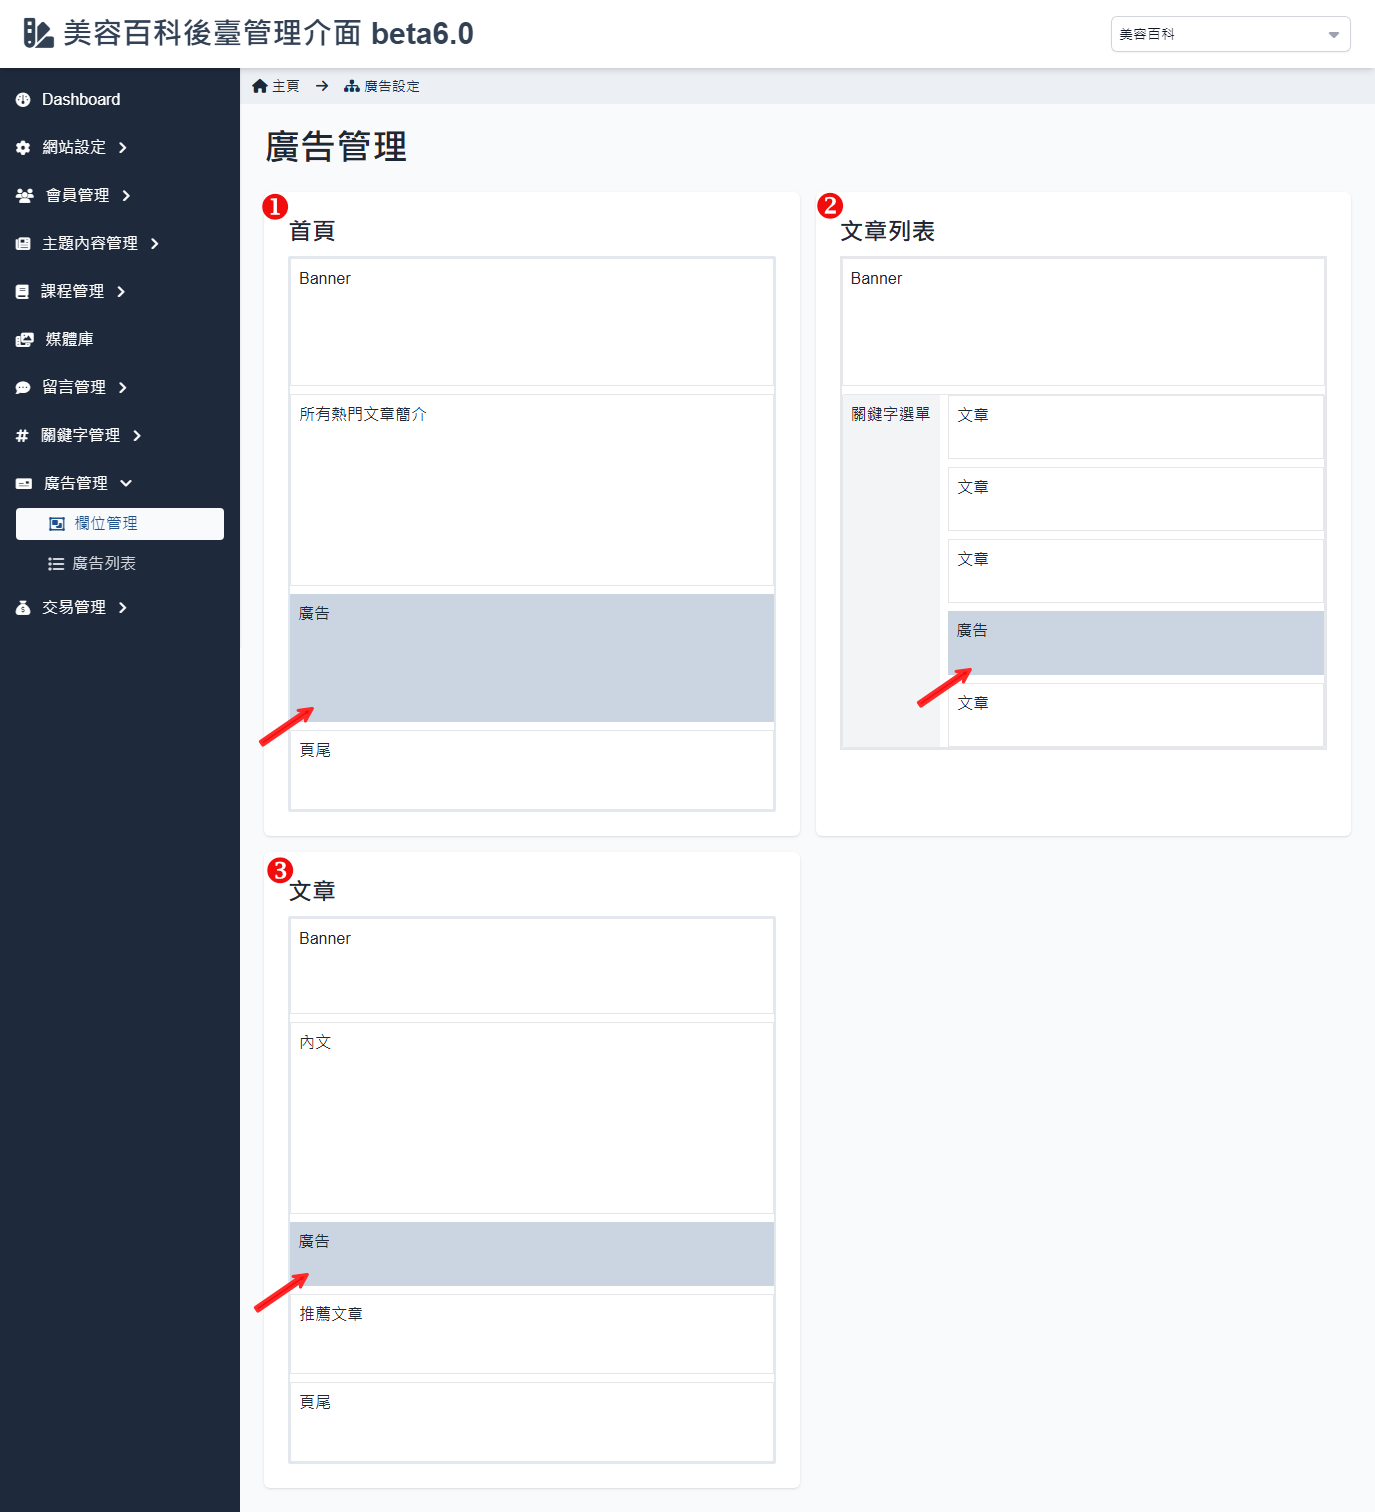 美容百科後臺管理介面 beta6.0
美容百科
Dashboard
網站設定
會員管理
主題內容管理
課程管理
媒體庫
留言管理
關鍵字管理
廣告管理
欄位管理
廣告列表
交易管理
主頁 → 廣告設定
廣告管理
1
首頁
Banner
所有熱門文章簡介
廣告
頁尾
2
文章列表
Banner
關鍵字選單
文章
文章
文章
廣告
文章
3
文章
Banner
內文
廣告
推薦文章
頁尾